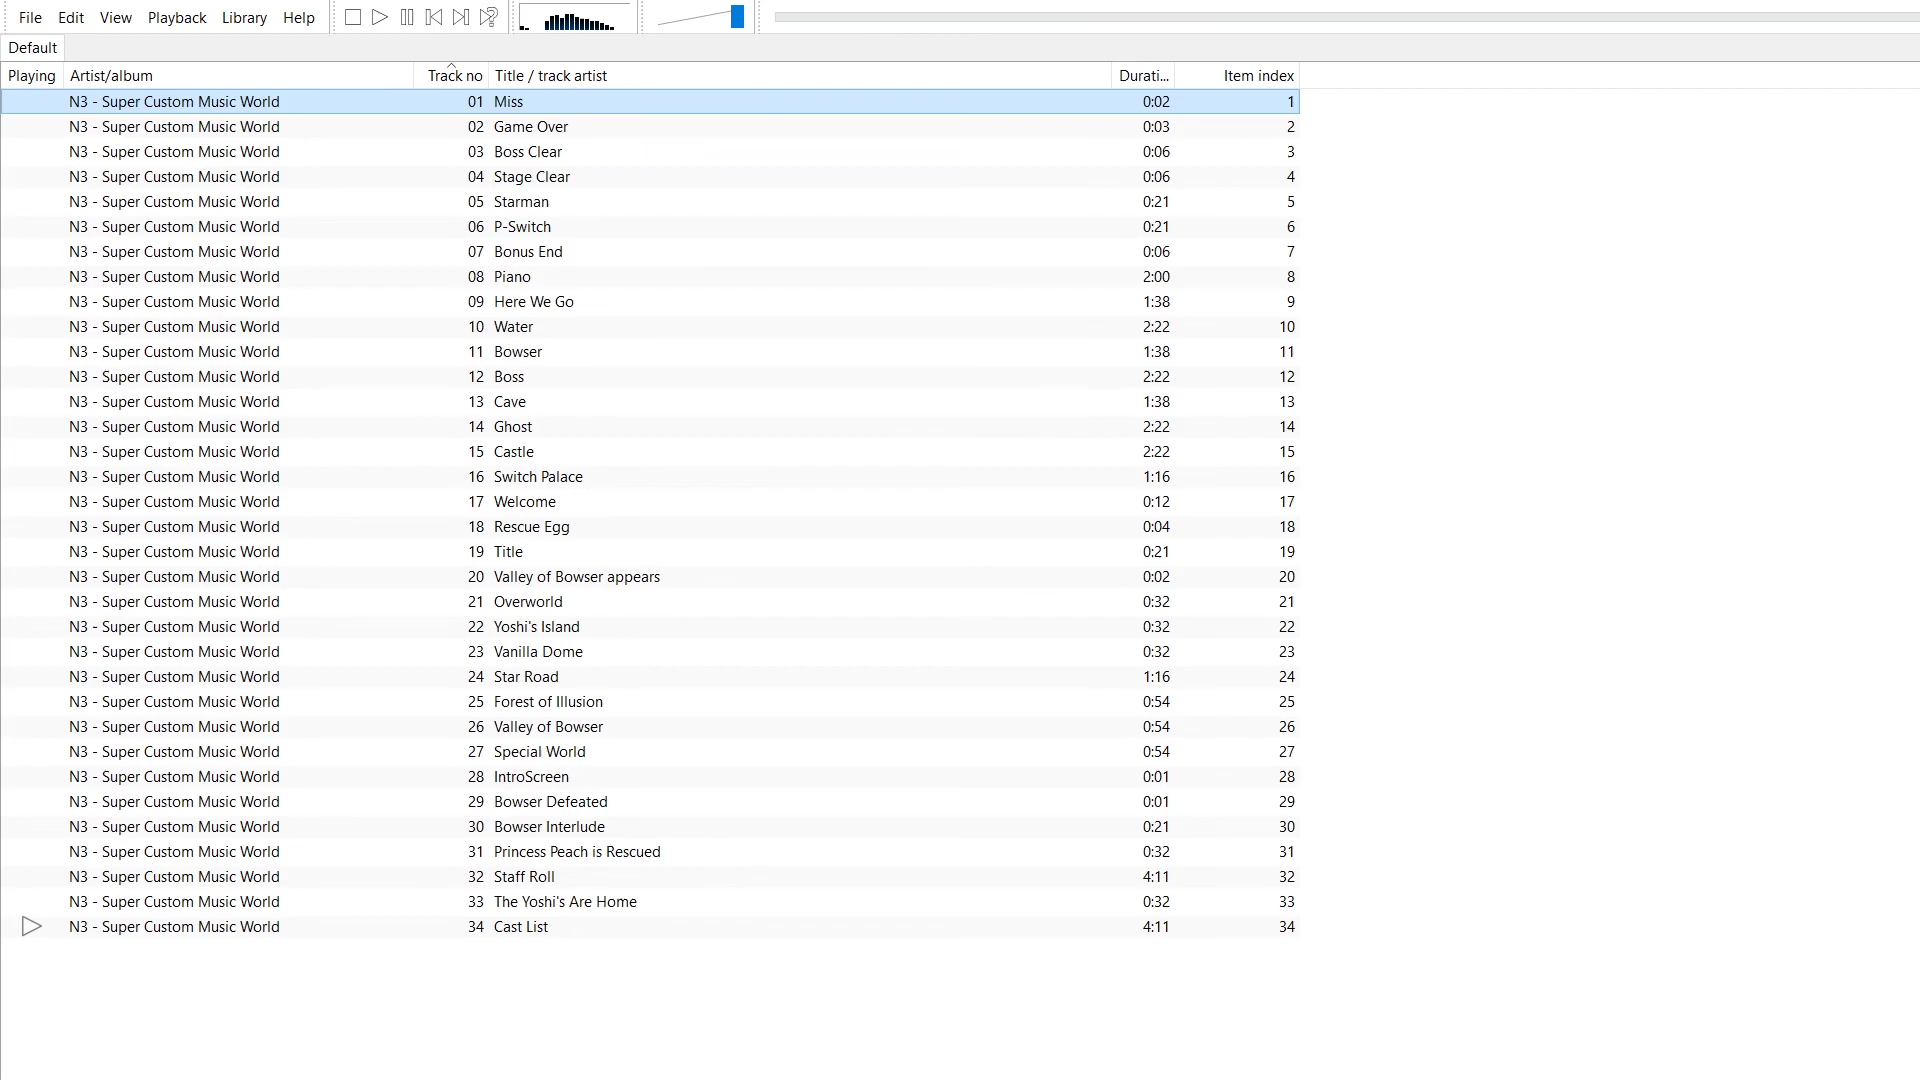 File Edit View Playback Library Help
Default
Playing Artist/album Track no Title / track artist Durati... Item index
N3 - Super Custom Music World 01 Miss 0:02 1
N3 - Super Custom Music World 02 Game Over 0:03 2
N3 - Super Custom Music World 03 Boss Clear 0:06 3
N3 - Super Custom Music World 04 Stage Clear 0:06 4
N3 - Super Custom Music World 05 Starman 0:21 5
N3 - Super Custom Music World 06 P-Switch 0:21 6
N3 - Super Custom Music World 07 Bonus End 0:06 7
N3 - Super Custom Music World 08 Piano 2:00 8
N3 - Super Custom Music World 09 Here We Go 1:38 9
N3 - Super Custom Music World 10 Water 2:22 10
N3 - Super Custom Music World 11 Bowser 1:38 11
N3 - Super Custom Music World 12 Boss 2:22 12
N3 - Super Custom Music World 13 Cave 1:38 13
N3 - Super Custom Music World 14 Ghost 2:22 14
N3 - Super Custom Music World 15 Castle 2:22 15
N3 - Super Custom Music World 16 Switch Palace 1:16 16
N3 - Super Custom Music World 17 Welcome 0:12 17
N3 - Super Custom Music World 18 Rescue Egg 0:04 18
N3 - Super Custom Music World 19 Title 0:21 19
N3 - Super Custom Music World 20 Valley of Bowser appears 0:02 20
N3 - Super Custom Music World 21 Overworld 0:32 21
N3 - Super Custom Music World 22 Yoshi's Island 0:32 22
N3 - Super Custom Music World 23 Vanilla Dome 0:32 23
N3 - Super Custom Music World 24 Star Road 1:16 24
N3 - Super Custom Music World 25 Forest of Illusion 0:54 25
N3 - Super Custom Music World 26 Valley of Bowser 0:54 26
N3 - Super Custom Music World 27 Special World 0:54 27
N3 - Super Custom Music World 28 IntroScreen 0:01 28
N3 - Super Custom Music World 29 Bowser Defeated 0:01 29
N3 - Super Custom Music World 30 Bowser Interlude 0:21 30
N3 - Super Custom Music World 31 Princess Peach is Rescued 0:32 31
N3 - Super Custom Music World 32 Staff Roll 4:11 32
N3 - Super Custom Music World 33 The Yoshi's Are Home 0:32 33
N3 - Super Custom Music World 34 Cast List 4:11 34